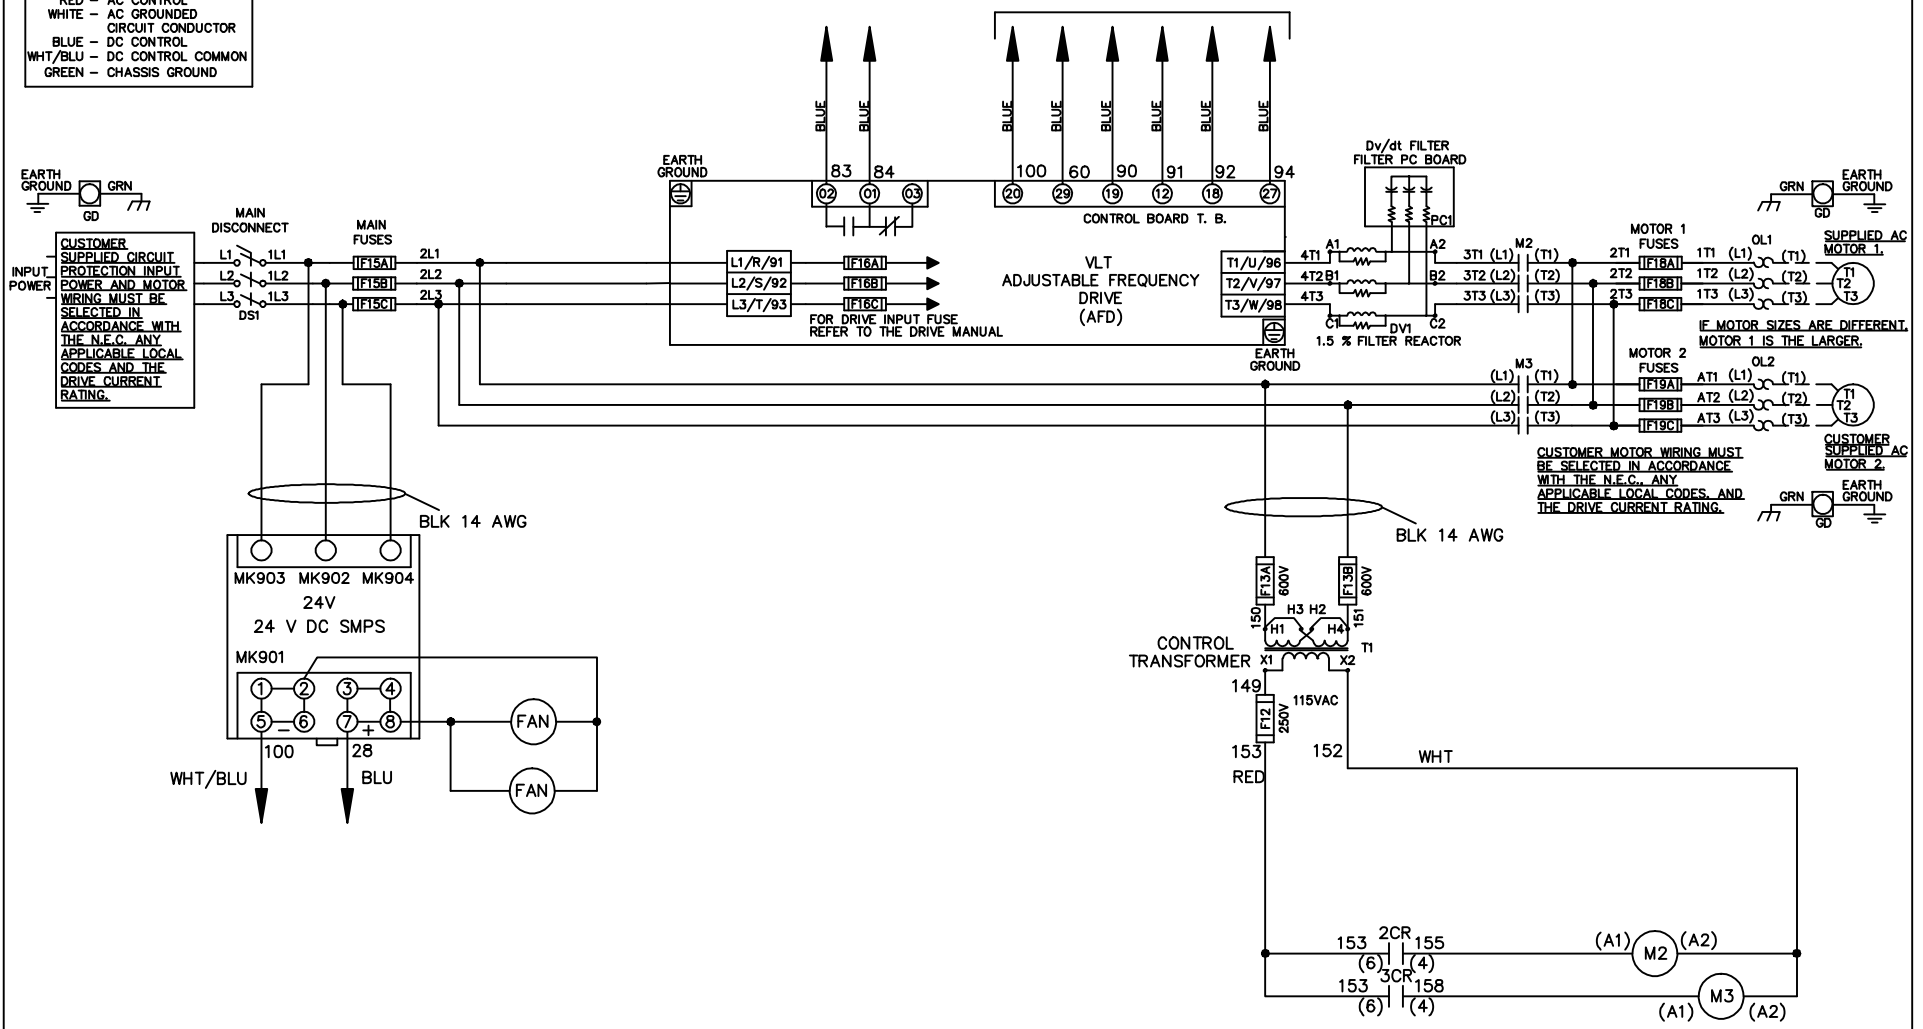 RED – AC CONTROL
WHITE – AC GROUNDED
CIRCUIT CONDUCTOR
BLUE – DC CONTROL
WHT/BLU – DC CONTROL COMMON
GREEN – CHASSIS GROUND
BLUE
BLUE
BLUE
BLUE
BLUE
BLUE
BLUE
BLUE
EARTH
GROUND
GRN
GD
MAIN
DISCONNECT
MAIN
FUSES
INPUT
POWER
CUSTOMER
SUPPLIED CIRCUIT
PROTECTION INPUT
POWER AND MOTOR
WIRING MUST BE
SELECTED IN
ACCORDANCE WITH
THE N.E.C. ANY
APPLICABLE LOCAL
CODES AND THE
DRIVE CURRENT
RATING.
L1 1L1 F15A 2L1
L2 1L2 F15B 2L2
L3 1L3 F15C 2L3
DS1
EARTH
GROUND
83 84
02 01 03
100 60 90 91 92 94
20 29 19 12 18 27
CONTROL BOARD T. B.
L1/R/91 F16A
L2/S/92 F16B
L3/T/93 F16C
FOR DRIVE INPUT FUSE
REFER TO THE DRIVE MANUAL
VLT
ADJUSTABLE FREQUENCY
DRIVE
(AFD)
T1/U/96
T2/V/97
T3/W/98
EARTH
GROUND
Dv/dt FILTER
FILTER PC BOARD
PC1
4T1 A1 A2
4T2 B1 B2
4T3 C1 C2
DV1
1.5 % FILTER REACTOR
M2
3T1 (L1) (T1)
3T2 (L2) (T2)
3T3 (L3) (T3)
MOTOR 1
FUSES
2T1 F18A 1T1 (L1) (T1)
2T2 F18B 1T2 (L2) (T2)
2T3 F18C 1T3 (L3) (T3)
OL1
GRN
EARTH
GROUND
GD
SUPPLIED AC
MOTOR 1.
T1
T2
T3
IF MOTOR SIZES ARE DIFFERENT,
MOTOR 1 IS THE LARGER.
M3
(L1) (T1)
(L2) (T2)
(L3) (T3)
MOTOR 2
FUSES
F19A AT1 (L1) (T1)
F19B AT2 (L2) (T2)
F19C AT3 (L3) (T3)
OL2
T1
T2
T3
CUSTOMER
SUPPLIED AC
MOTOR 2.
CUSTOMER MOTOR WIRING MUST
BE SELECTED IN ACCORDANCE
WITH THE N.E.C., ANY
APPLICABLE LOCAL CODES, AND
THE DRIVE CURRENT RATING.
GRN
EARTH
GROUND
GD
BLK 14 AWG
MK903 MK902 MK904
24V
24 V DC SMPS
MK901
1 2 3 4
5 – 6 7 + 8
100 28
WHT/BLU BLU
FAN
FAN
BLK 14 AWG
F13A
600V
F13B
600V
150
151
H3 H2
H1 H4
T1
CONTROL
TRANSFORMER
X1 X2
149
115VAC
F12
250V
153
152
WHT
RED
2CR
153 155
(6) (4)
(A1) M2 (A2)
3CR
153 158
(6) (4)
(A1) M3 (A2)